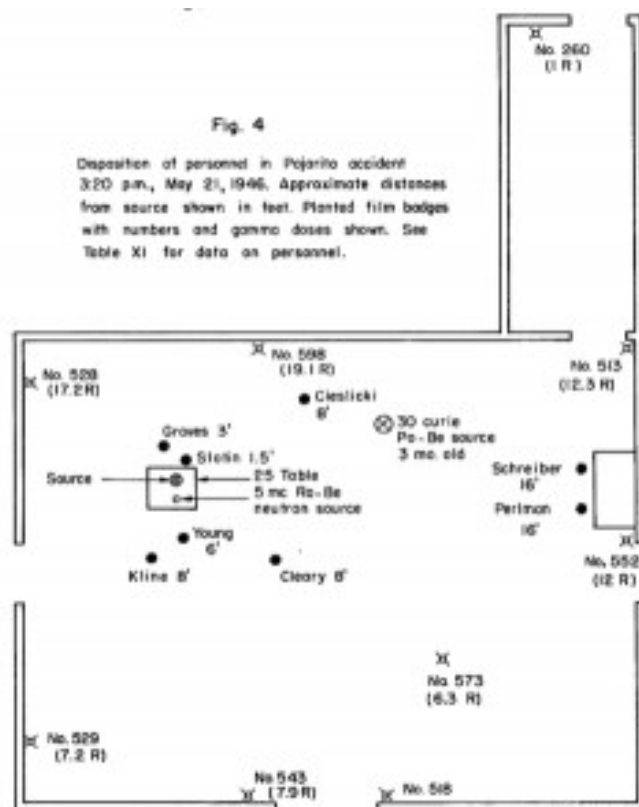 No. 260
(1 R)
Fig. 4
Disposition of personnel in Pajarito accident
3:20 p.m., May 21, 1946. Approximate distances
from source shown in feet. Planted film badges
with numbers and gamma doses shown. See
Table XI for data on personnel.
No. 528
(17.2 R)
No. 598
(19.1 R)
No. 513
(12.3 R)
Cieslicki
8'
Graves 3'
Slotin 1.5'
30 curie
Po-Be source
3 mo. old
Source
25 Table
5 mc Ra-Be
neutron source
Schreiber
16'
Perlman
16'
Young
6'
Kline 8'
Cleary 8'
No. 552
(12 R)
No. 573
(6.3 R)
No. 529
(7.2 R)
No. 543
(7.9 R)
No. 518